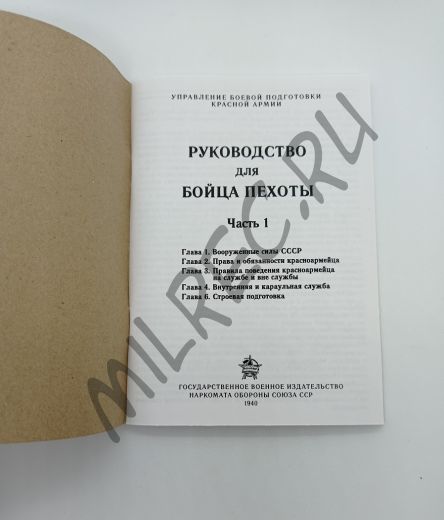 УПРАВЛЕНИЕ БОЕВОЙ ПОДГОТОВКИ
КРАСНОЙ АРМИИ
РУКОВОДСТВО
ДЛЯ
БОЙЦА ПЕХОТЫ
Часть 1
Глава 1. Вооруженные силы СССР
Глава 2. Права и обязанности красноармейца
Глава 3. Правила поведения красноармейца
на службе и вне службы
Глава 4. Внутренняя и караульная служба
Глава 6. Строевая подготовка
ГОСУДАРСТВЕННОЕ ВОЕННОЕ ИЗДАТЕЛЬСТВО
НАРКОМАТА ОБОРОНЫ СОЮЗА ССР
1940
MILREC.RU